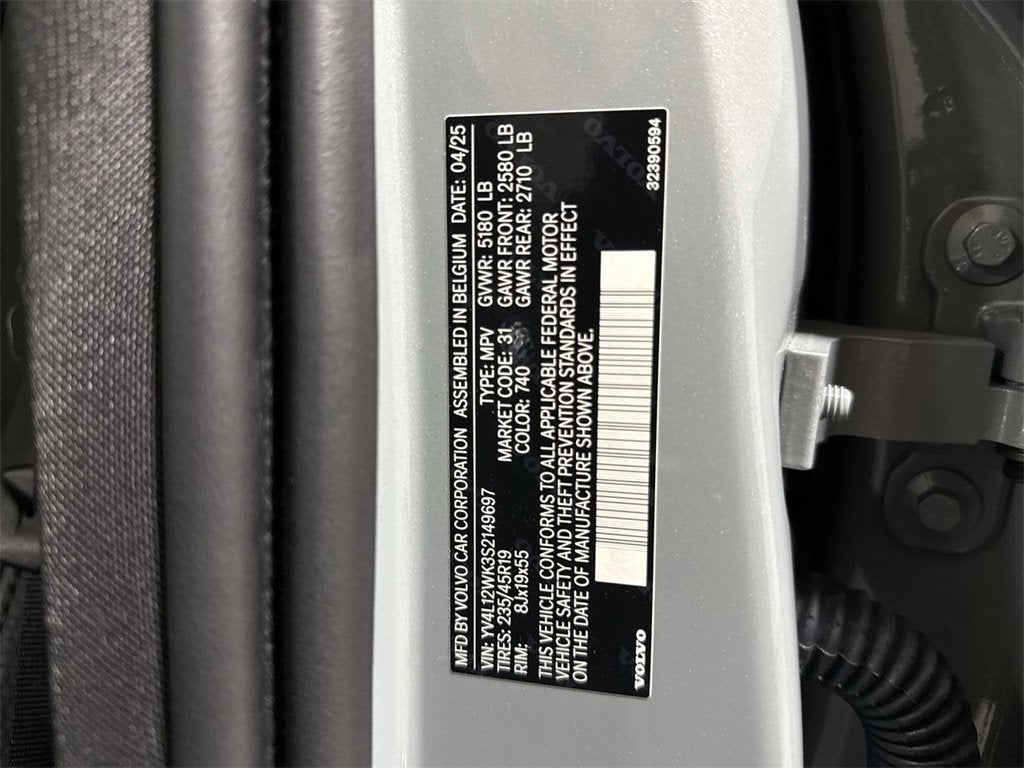 MFD BY VOLVO CAR CORPORATION ASSEMBLED IN BELGIUM DATE: 04/25
VIN: YV4L12WK3S2149697 TYPE: MPV GVWR: 5180 LB
TIRES: 235/45R19 MARKET CODE: 31 GAWR FRONT: 2580 LB
RIM: 8Jx19x55 COLOR: 740 GAWR REAR: 2710 LB
THIS VEHICLE CONFORMS TO ALL APPLICABLE FEDERAL MOTOR
VEHICLE SAFETY AND THEFT PREVENTION STANDARDS IN EFFECT
ON THE DATE OF MANUFACTURE SHOWN ABOVE.
VOLVO 32390594